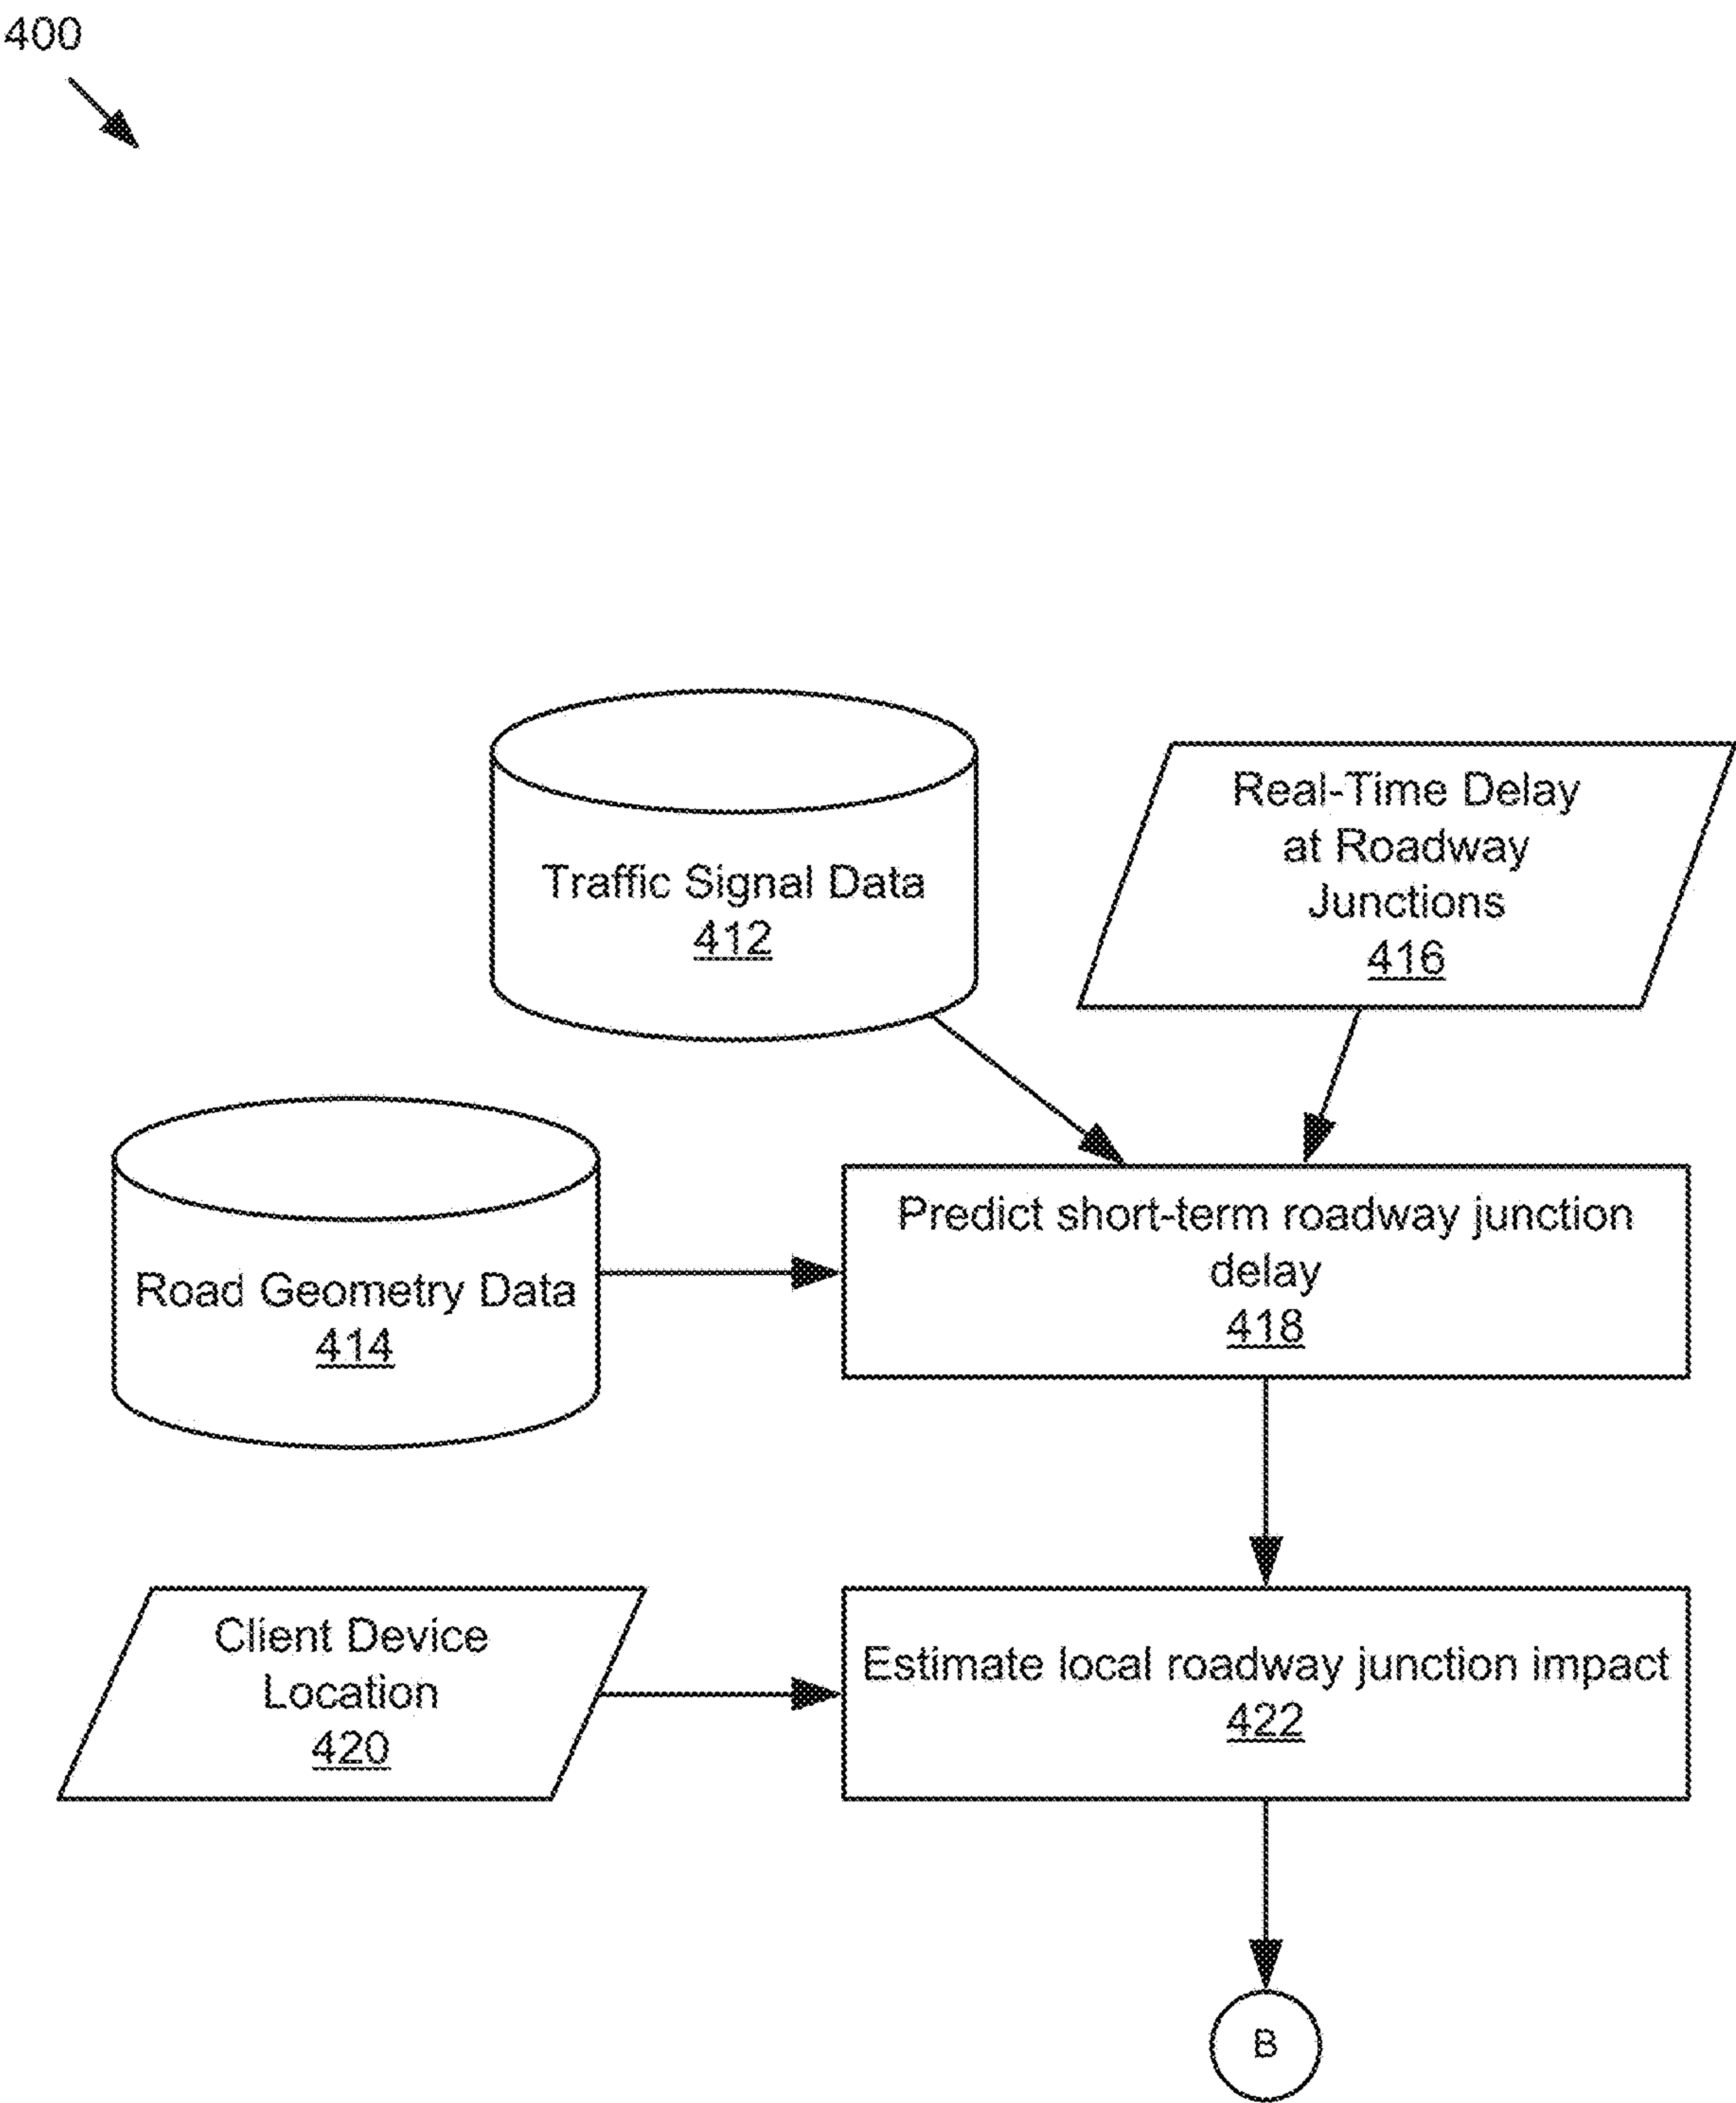 400
Traffic Signal Data
412
Real-Time Delay
at Roadway
Junctions
416
Road Geometry Data
414
Predict short-term roadway junction
delay
418
Client Device
Location
420
Estimate local roadway junction impact
422
B